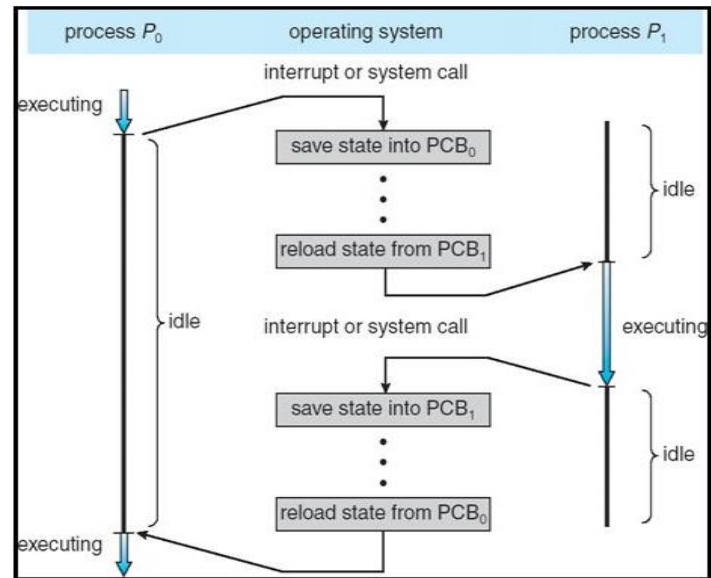 process P₀ operating system process P₁
interrupt or system call
executing
save state into PCB₀
idle
reload state from PCB₁
idle
interrupt or system call
executing
save state into PCB₁
idle
reload state from PCB₀
executing